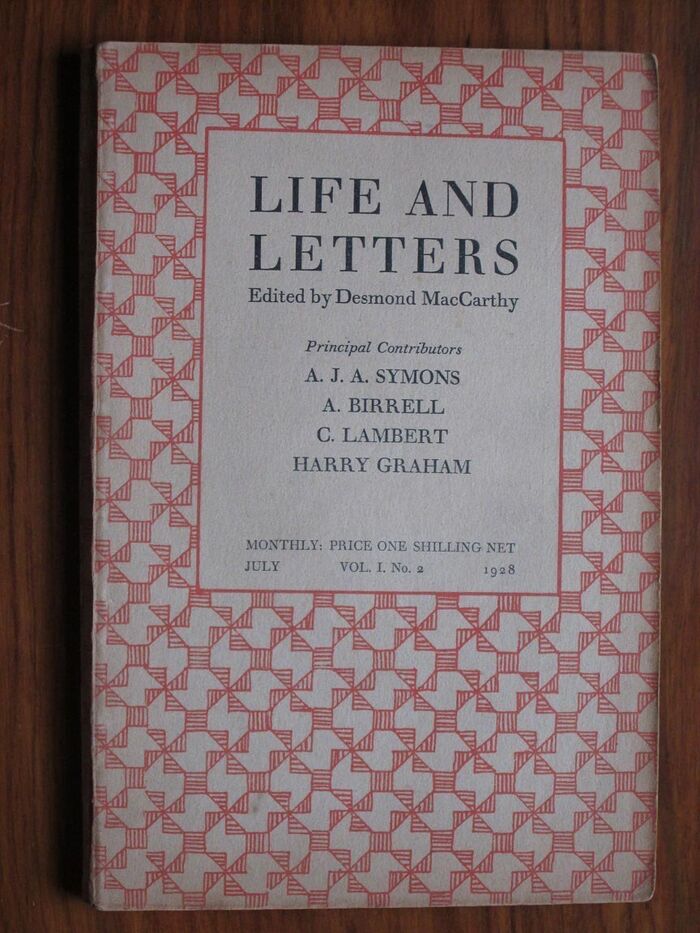 LIFE AND
LETTERS
Edited by Desmond MacCarthy
Principal Contributors
A. J. A. SYMONS
A. BIRRELL
C. LAMBERT
HARRY GRAHAM
MONTHLY: PRICE ONE SHILLING NET
JULY VOL. I. No. 2 1928